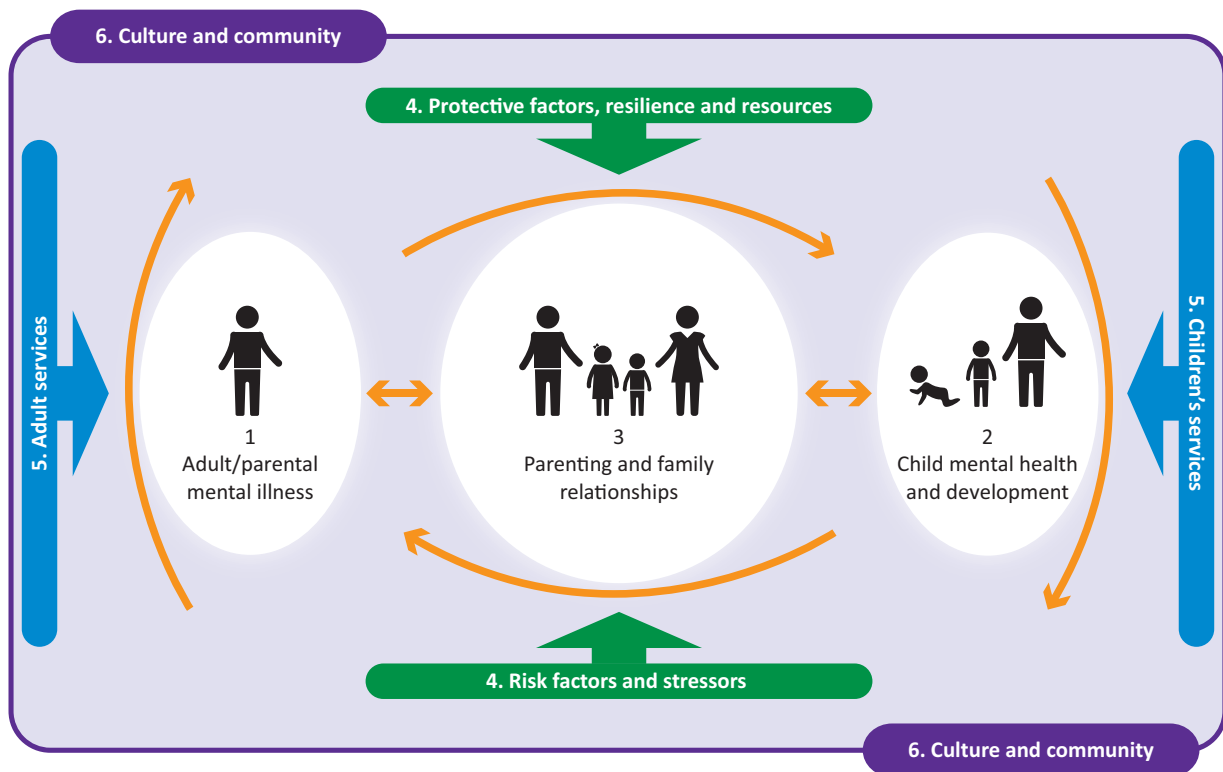 6. Culture and community
4. Protective factors, resilience and resources
5. Adult services
1
Adult/parental
mental illness
3
Parenting and family
relationships
2
Child mental health
and development
5. Children’s services
4. Risk factors and stressors
6. Culture and community